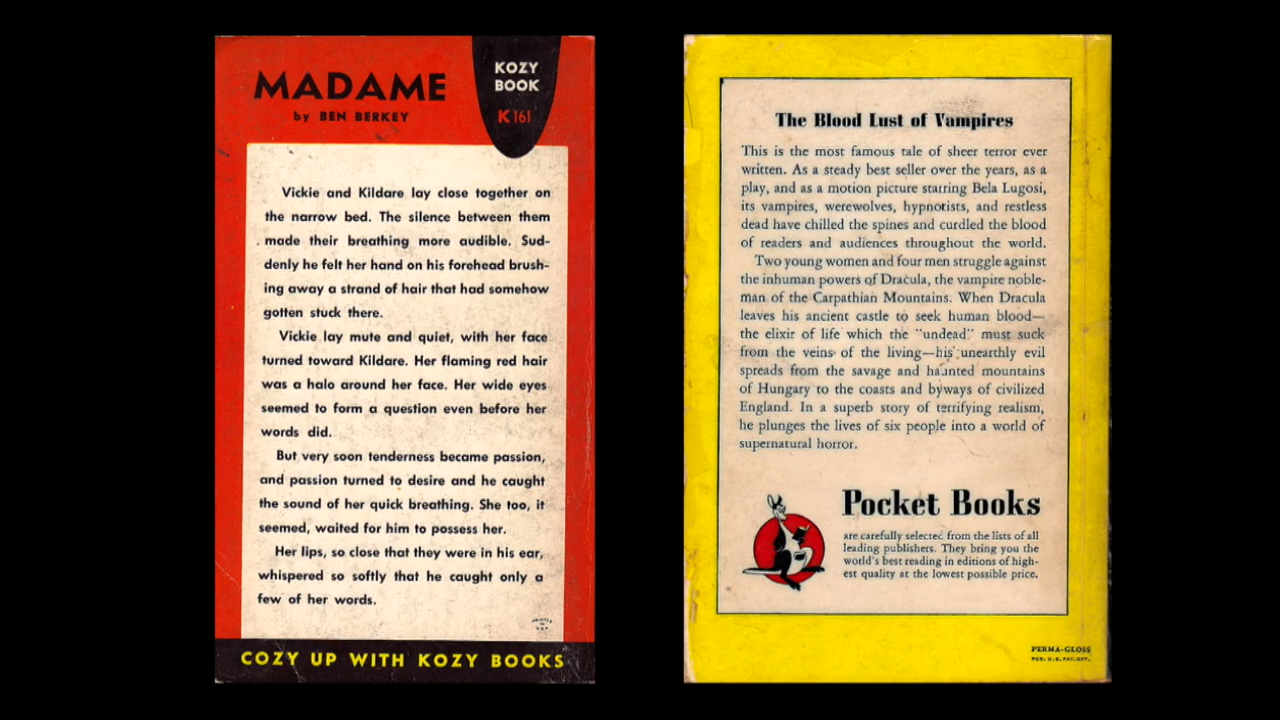 MADAME
by BEN BERKEY
KOZY
BOOK
K 161
Vickie and Kildare lay close together on
the narrow bed. The silence between them
made their breathing more audible. Sud-
denly he felt her hand on his forehead brush-
ing away a strand of hair that had somehow
gotten stuck there.
Vickie lay mute and quiet, with her face
turned toward Kildare. Her flaming red hair
was a halo around her face. Her wide eyes
seemed to form a question even before her
words did.
But very soon tenderness became passion,
and passion turned to desire and he caught
the sound of her quick breathing. She too, it
seemed, waited for him to possess her.
Her lips, so close that they were in his ear,
whispered so softly that he caught only a
few of her words.
PRINTED
IN
U.S.A.
COZY UP WITH KOZY BOOKS
The Blood Lust of Vampires
This is the most famous tale of sheer terror ever
written. As a steady best seller over the years, as a
play, and as a motion picture starring Bela Lugosi,
its vampires, werewolves, hypnotists, and restless
dead have chilled the spines and curdled the blood
of readers and audiences throughout the world.
Two young women and four men struggle against
the inhuman powers of Dracula, the vampire noble-
man of the Carpathian Mountains. When Dracula
leaves his ancient castle to seek human blood—
the elixir of life which the "undead" must suck
from the veins of the living—his unearthly evil
spreads from the savage and haunted mountains
of Hungary to the coasts and byways of civilized
England. In a superb story of terrifying realism,
he plunges the lives of six people into a world of
supernatural horror.
Pocket Books
are carefully selected from the lists of all
leading publishers. They bring you the
world's best reading in editions of high-
est quality at the lowest possible price.
PERMA-GLOSS
REG. U.S. PAT. OFF.